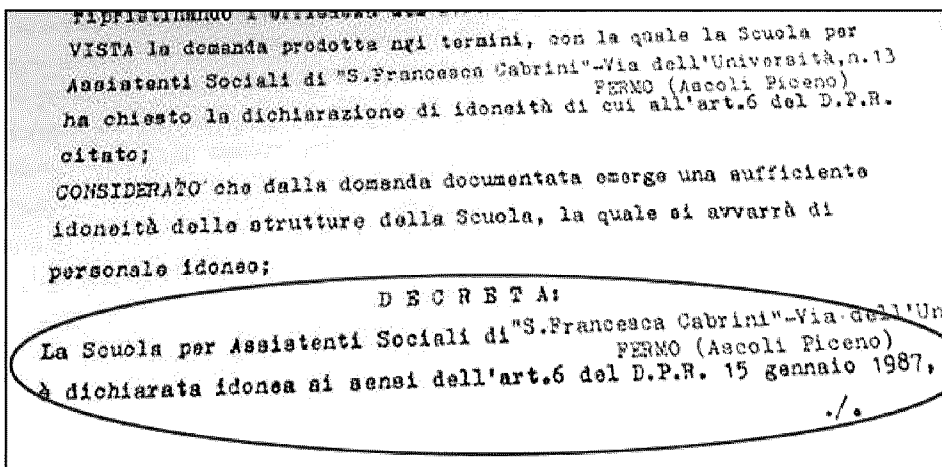 ripristinando l'efficacia
VISTA la domanda prodotta nei termini, con la quale la Scuola per
Assistenti Sociali di "S.Francesca Cabrini"-Via dell'Università,n.13
FERMO (Ascoli Piceno)
ha chiesto la dichiarazione di idoneità di cui all'art.6 del D.P.R.
citato;
CONSIDERATO che dalla domanda documentata emerge una sufficiente
idoneità delle strutture della Scuola, la quale si avvarrà di
personale idoneo;
D E C R E T A:
La Scuola per Assistenti Sociali di "S.Francesca Cabrini"-Via dell'Un
FERMO (Ascoli Piceno)
è dichiarata idonea ai sensi dell'art.6 del D.P.R. 15 gennaio 1987,
./.